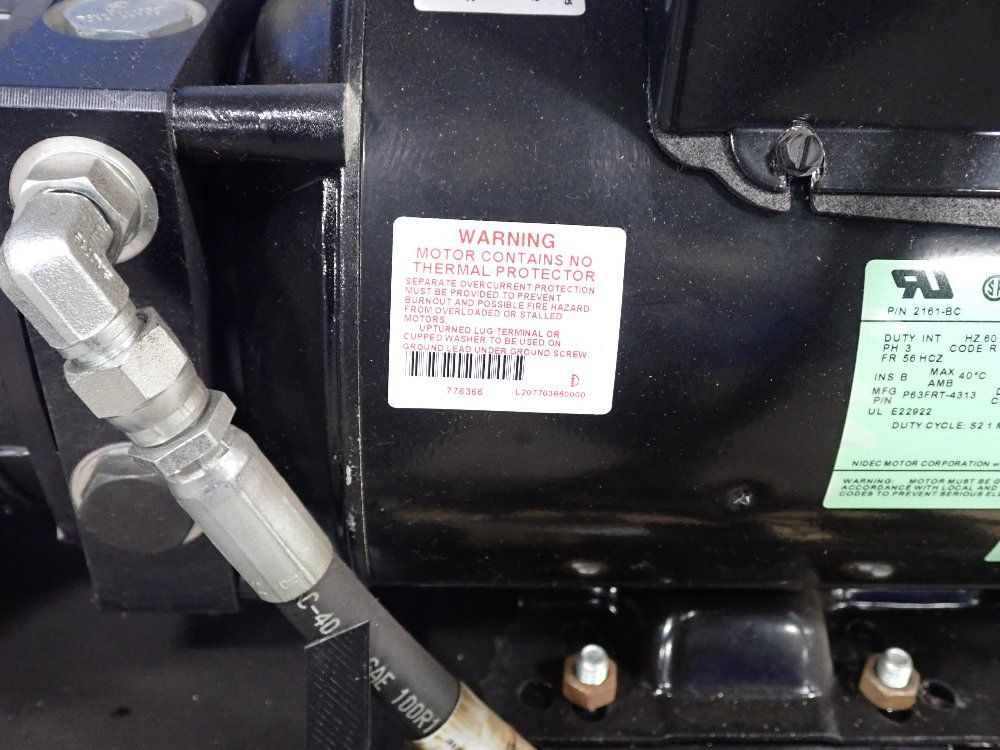 WARNING
MOTOR CONTAINS NO
THERMAL PROTECTOR
SEPARATE OVERCURRENT PROTECTION
MUST BE PROVIDED TO PREVENT
BURNOUT AND POSSIBLE FIRE HAZARD
FROM OVERLOADED OR STALLED
MOTORS.
UPTURNED LUG TERMINAL OR
CUPPED WASHER TO BE USED ON
GROUND LEAD UNDER GROUND SCREW
776366 L207763660000
P/N 2161-BC
DUTY INT HZ 60
PH 3 CODE R
FR 56 HCZ
INS B MAX AMB 40°C
MFG P/N P63FRT-4313
UL E22922
DUTY CYCLE: S2 1
NIDEC MOTOR CORPORATION
WARNING: MOTOR MUST BE
ACCORDANCE WITH LOCAL AND
CODES TO PREVENT SERIOUS
C-40
SAE 100R1